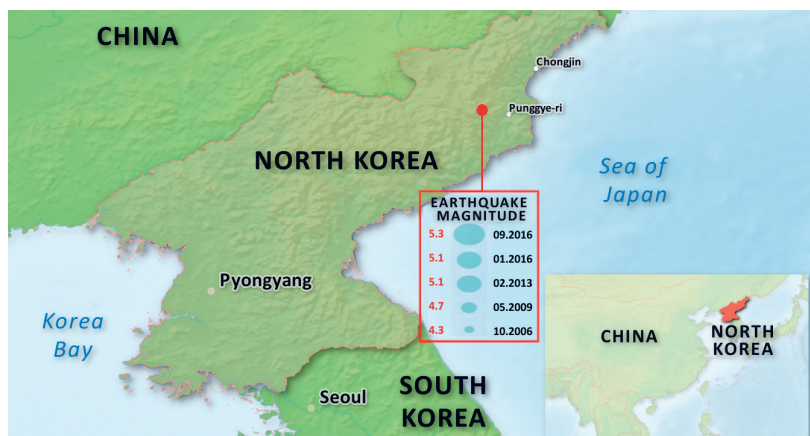 CHINA
Chongjin
Punggye-ri
NORTH KOREA
Sea of
Japan
EARTHQUAKE
MAGNITUDE
5.3 09.2016
5.1 01.2016
5.1 02.2013
4.7 05.2009
4.3 10.2006
Pyongyang
Korea
Bay
Seoul
SOUTH
KOREA
CHINA
NORTH
KOREA